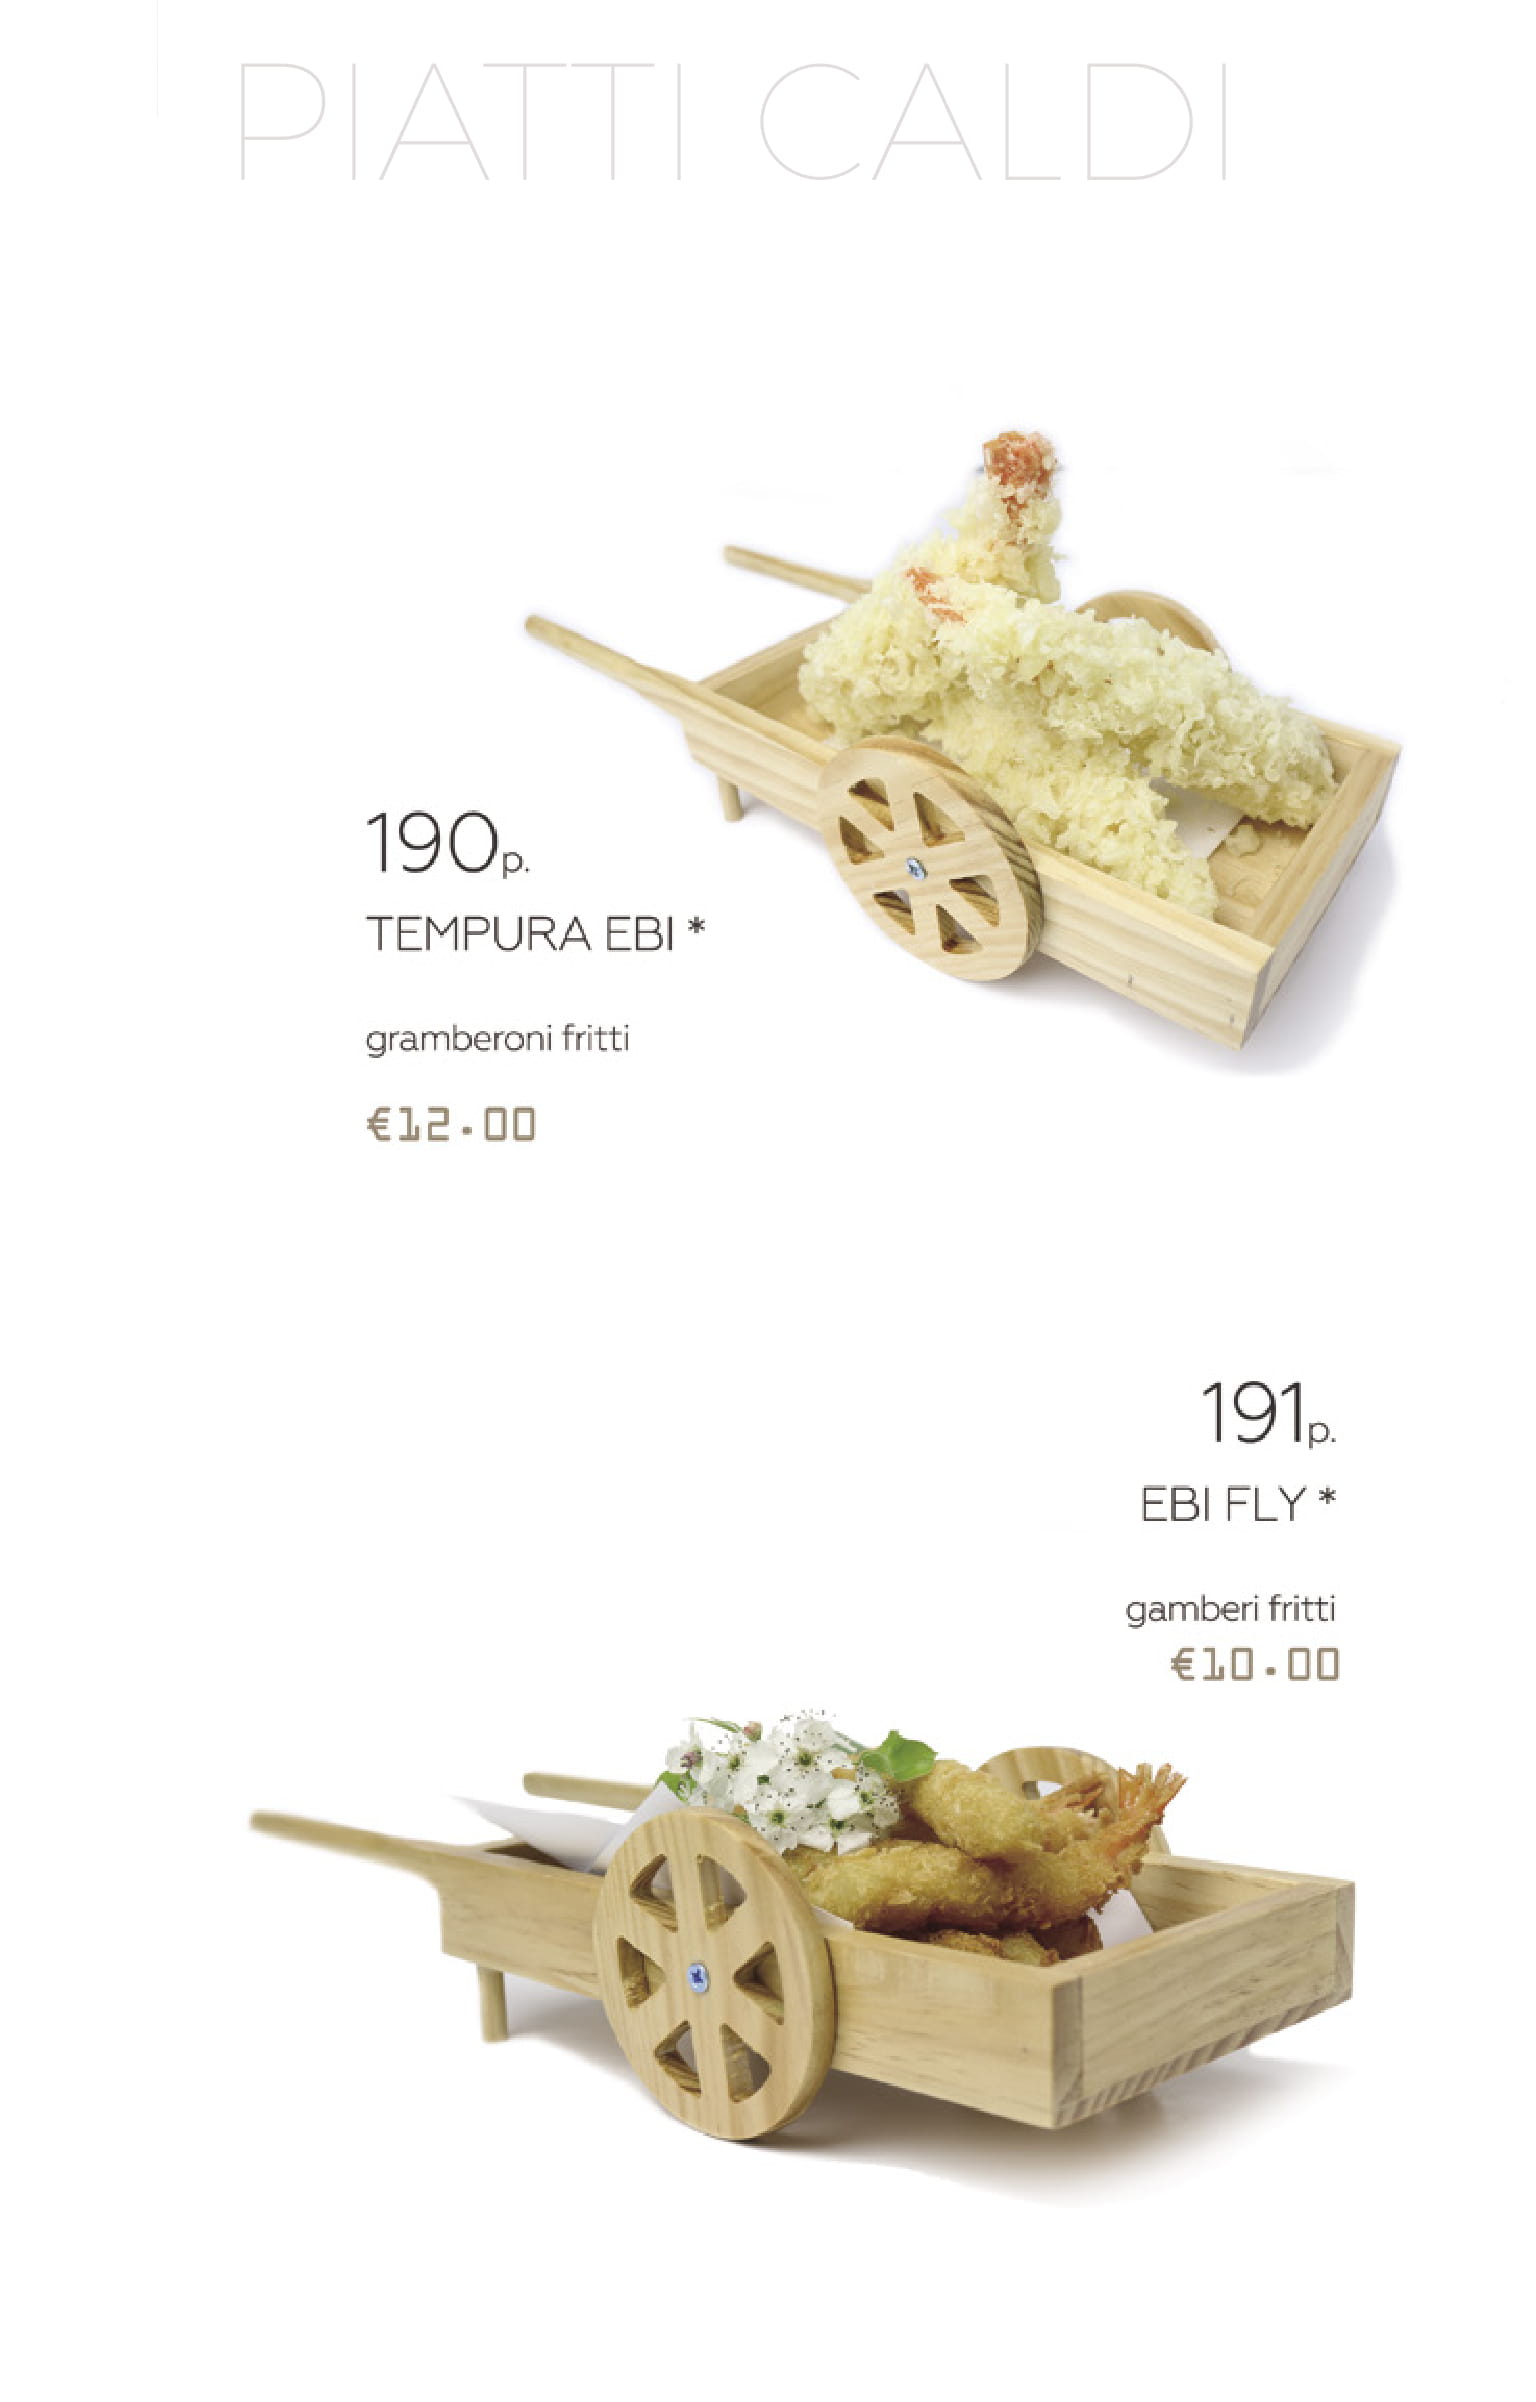 PIATTI CALDI
190p.
TEMPURA EBI *
gramberoni fritti
€12.00
191p.
EBI FLY *
gamberi fritti
€10.00